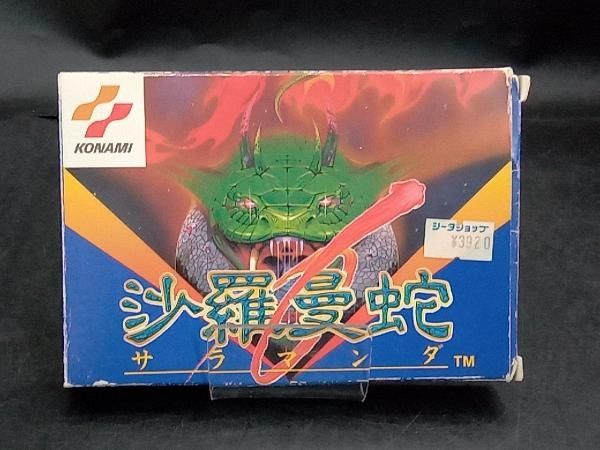 KONAMI
シータショップ
¥3920
沙羅曼蛇
サラマンダ TM